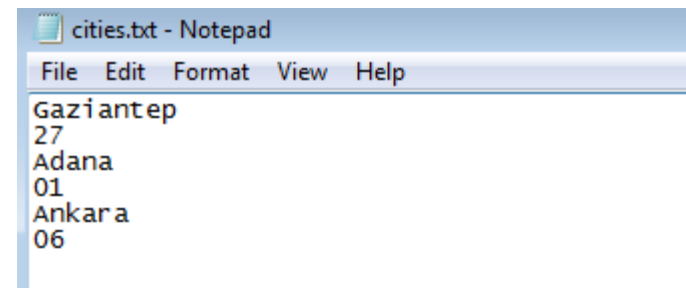 cities.txt - Notepad
File Edit Format View Help
Gaziantep
27
Adana
01
Ankara
06